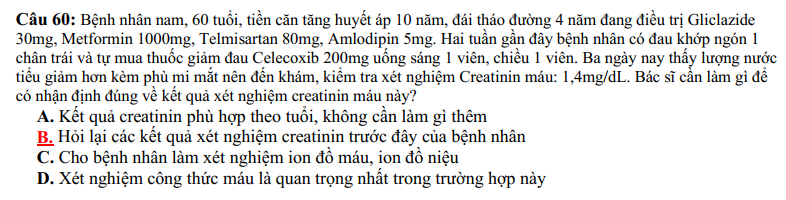 Câu 60: Bệnh nhân nam, 60 tuổi, tiền căn tăng huyết áp 10 năm, đái tháo đường 4 năm đang điều trị Gliclazide
30mg, Metformin 1000mg, Telmisartan 80mg, Amlodipin 5mg. Hai tuần gần đây bệnh nhân có đau khớp ngón 1
chân trái và tự mua thuốc giảm đau Celecoxib 200mg uống sáng 1 viên, chiều 1 viên. Ba ngày nay thấy lượng nước
tiểu giảm hơn kèm phù mi mắt nên đến khám, kiểm tra xét nghiệm Creatinin máu: 1,4mg/dL. Bác sĩ cần làm gì để
có nhận định đúng về kết quả xét nghiệm creatinin máu này?
A. Kết quả creatinin phù hợp theo tuổi, không cần làm gì thêm
B. Hỏi lại các kết quả xét nghiệm creatinin trước đây của bệnh nhân
C. Cho bệnh nhân làm xét nghiệm ion đồ máu, ion đồ niệu
D. Xét nghiệm công thức máu là quan trọng nhất trong trường hợp này